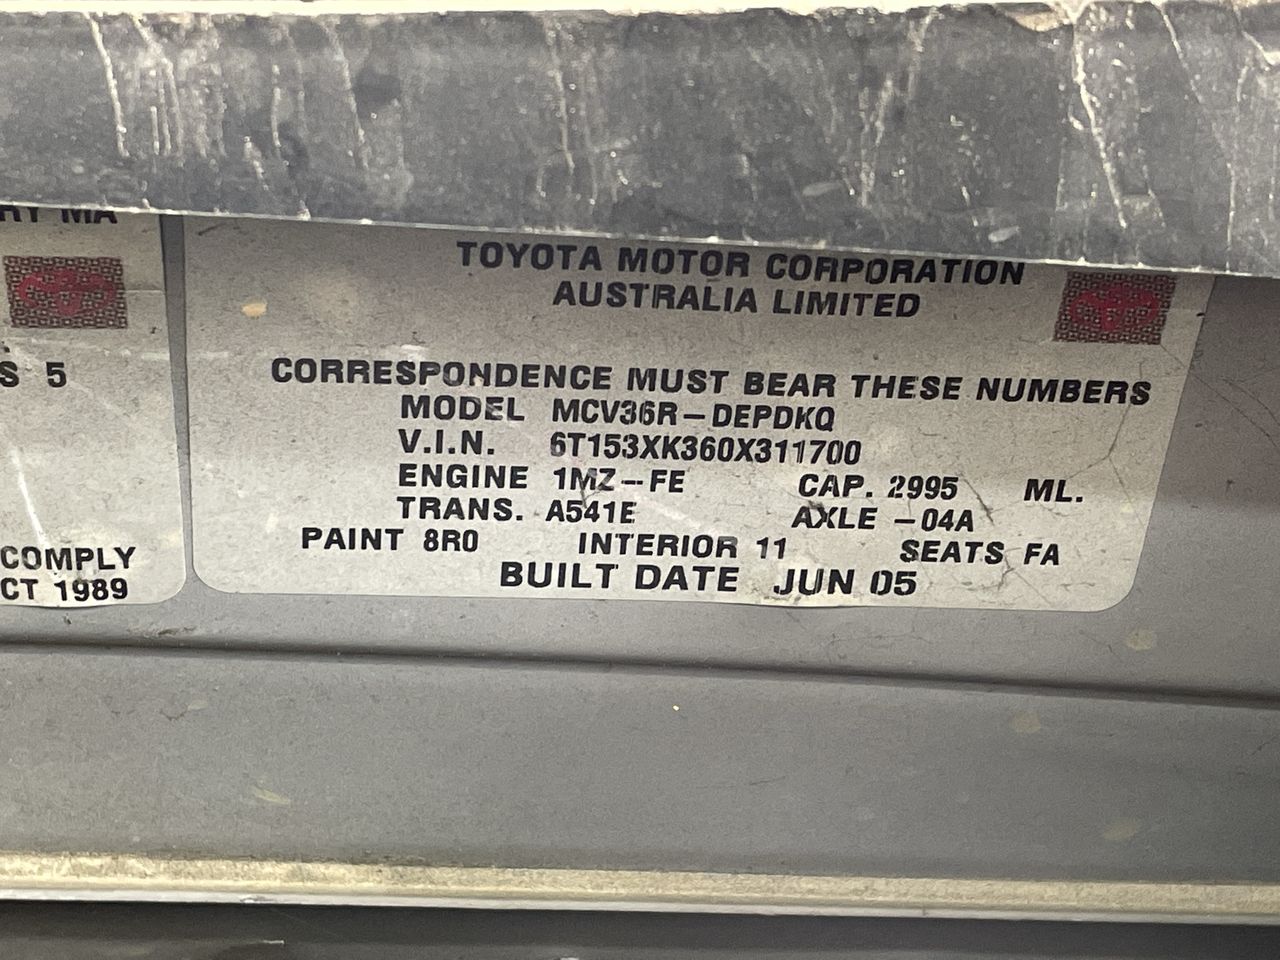 RY MA
S 5
COMPLY
CT 1989
TOYOTA MOTOR CORPORATION
AUSTRALIA LIMITED
CORRESPONDENCE MUST BEAR THESE NUMBERS
MODEL MCV36R-DEPDKQ
V.I.N. 6T153XK360X311700
ENGINE 1MZ-FE CAP. 2995 ML.
TRANS. A541E AXLE -04A
PAINT 8R0 INTERIOR 11 SEATS FA
BUILT DATE JUN 05